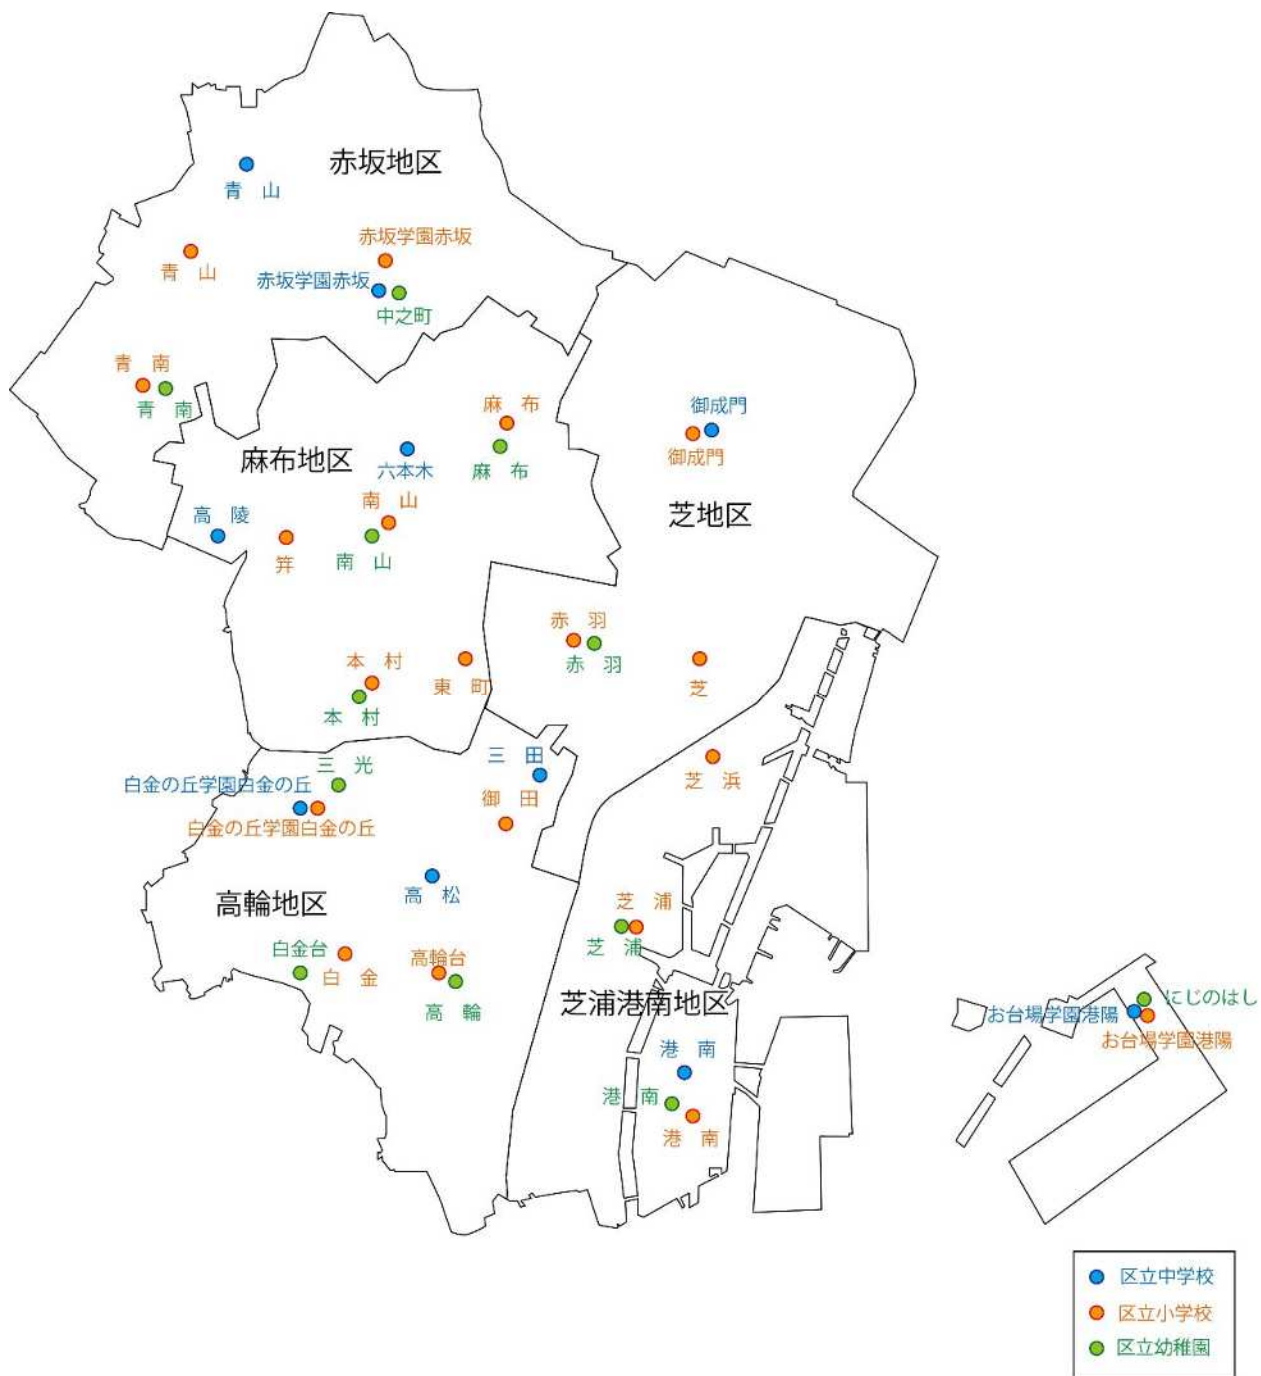 赤坂地区
青　山
赤坂学園赤坂
青　山
赤坂学園赤坂
中之町
青　南
青　南
麻　布
御成門
麻布地区
六本木
麻　布
御成門
南　山
高　陵
芝地区
笄
南　山
赤　羽
赤　羽
本　村
東　町
芝
本　村
三　田
三　光
芝　浜
白金の丘学園白金の丘
御　田
白金の丘学園白金の丘
高輪地区
高　松
芝　浦
芝　浦
白金台
白　金
高輪台
高　輪
芝浦港南地区
にじのはし
お台場学園港陽
お台場学園港陽
港　南
港　南
港　南
区立中学校
区立小学校
区立幼稚園